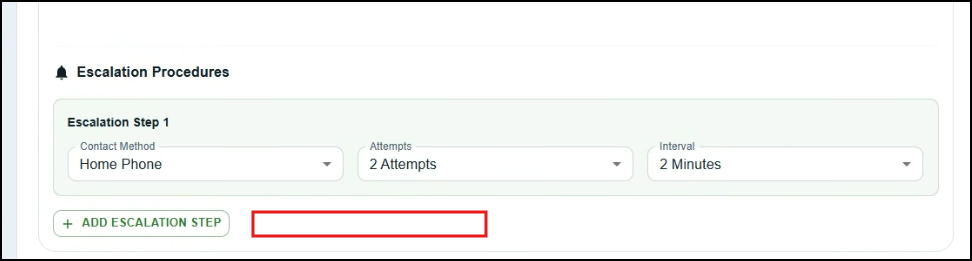 Escalation Procedures
Escalation Step 1
Contact Method
Home Phone
Attempts
2 Attempts
Interval
2 Minutes
+ ADD ESCALATION STEP